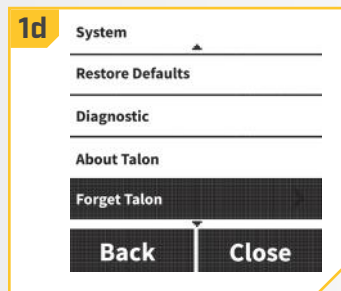 1d
System
Restore Defaults
Diagnostic
About Talon
Forget Talon
Back Close